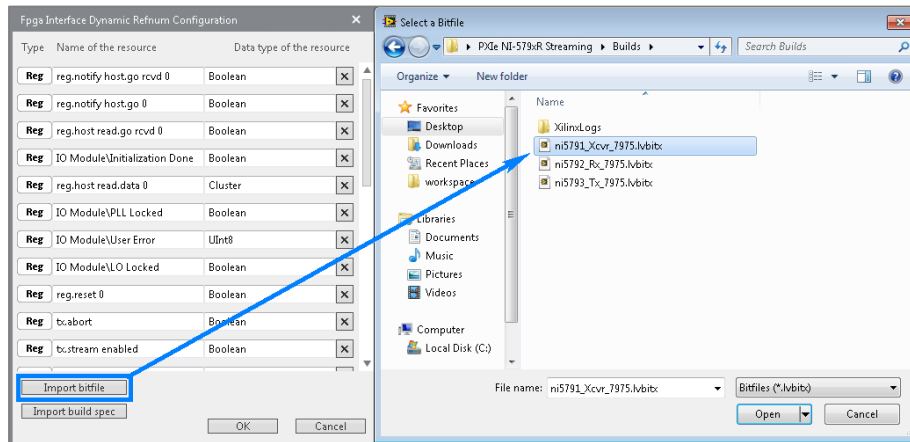 Fpga Interface Dynamic Refnum Configuration
Type Name of the resource Data type of the resource
Reg reg.notify host.go rcvd 0 Boolean
Reg reg.notify host.go 0 Boolean
Reg reg.host read.go rcvd 0 Boolean
Reg IO Module\Initialization Done Boolean
Reg reg.host read.data 0 Cluster
Reg IO Module\PLL Locked Boolean
Reg IO Module\User Error UInt8
Reg IO Module\LO Locked Boolean
Reg reg.reset 0 Boolean
Reg tx.abort Boolean
Reg tx.stream enabled Boolean
Import bitfile
Import build spec
OK Cancel
Select a Bitfile
PXIe NI-579xR Streaming Builds
Search Builds
Organize New folder
Favorites
Desktop
Downloads
Recent Places
workspace
Libraries
Documents
Music
Pictures
Videos
Computer
Local Disk (C:)
Name
XilinxLogs
ni5791_Xcvr_7975.lvbitx
ni5792_Rx_7975.lvbitx
ni5793_Tx_7975.lvbitx
File name: ni5791_Xcvr_7975.lvbitx Bitfiles (*.lvbitx)
Open Cancel